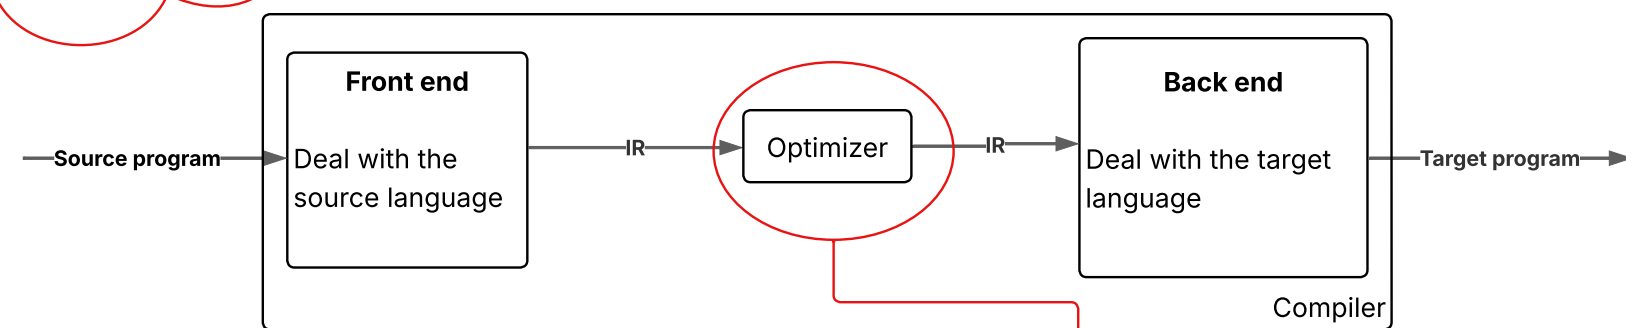 Front end
Back end
Source program
Deal with the
source language
IR
Optimizer
IR
Deal with the target
language
Target program
Compiler